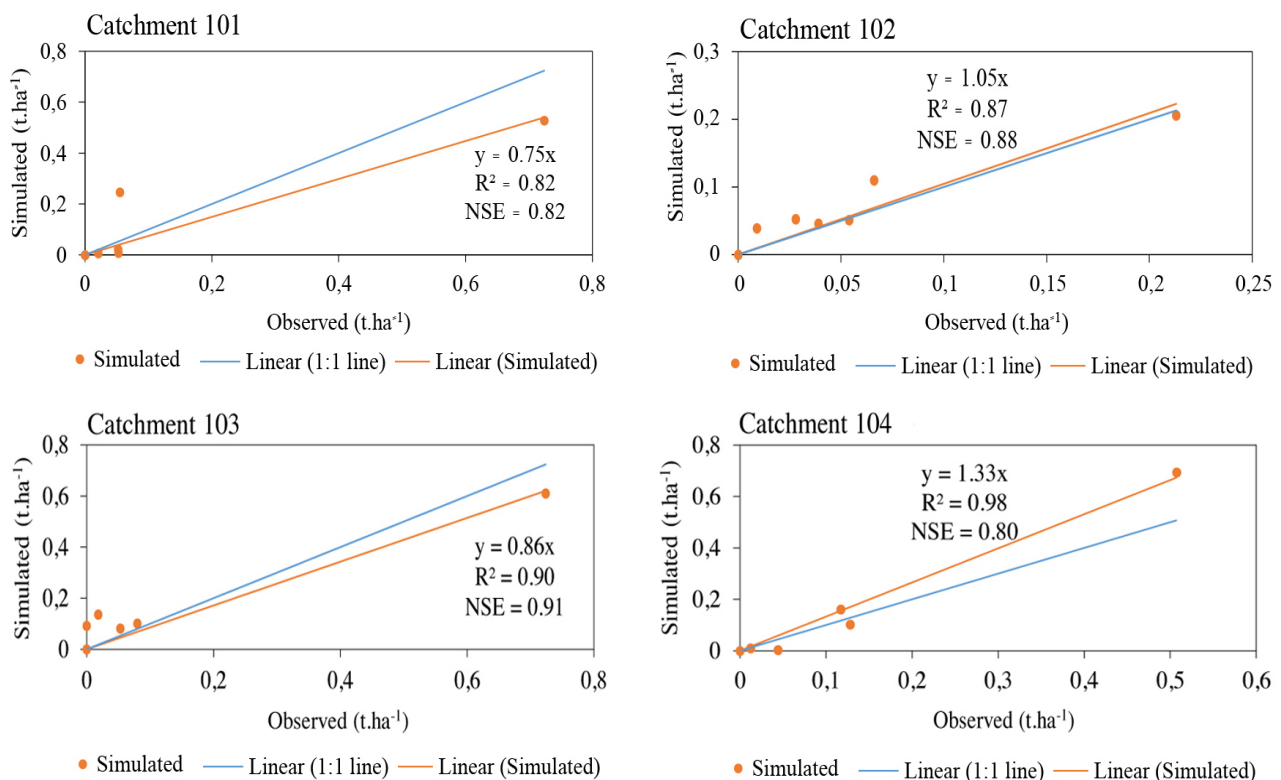 Catchment 101
0,8
0,6
0,4
0,2
0
Simulated (t.ha⁻¹)
y = 0.75x
R² = 0.82
NSE = 0.82
0 0,2 0,4 0,6 0,8
Observed (t.ha⁻¹)
Simulated Linear (1:1 line) Linear (Simulated)
Catchment 102
0,3
0,2
0,1
0
Simulated (t.ha⁻¹)
y = 1.05x
R² = 0.87
NSE = 0.88
0 0,05 0,1 0,15 0,2 0,25
Observed (t.ha⁻¹)
Simulated Linear (1:1 line) Linear (Simulated)
Catchment 103
0,8
0,6
0,4
0,2
0
Simulated (t.ha⁻¹)
y = 0.86x
R² = 0.90
NSE = 0.91
0 0,2 0,4 0,6 0,8
Observed (t.ha⁻¹)
Simulated Linear (1:1 line) Linear (Simulated)
Catchment 104
0,8
0,6
0,4
0,2
0
Simulated (t.ha⁻¹)
y = 1.33x
R² = 0.98
NSE = 0.80
0 0,1 0,2 0,3 0,4 0,5 0,6
Observed (t.ha⁻¹)
Simulated Linear (1:1 line) Linear (Simulated)